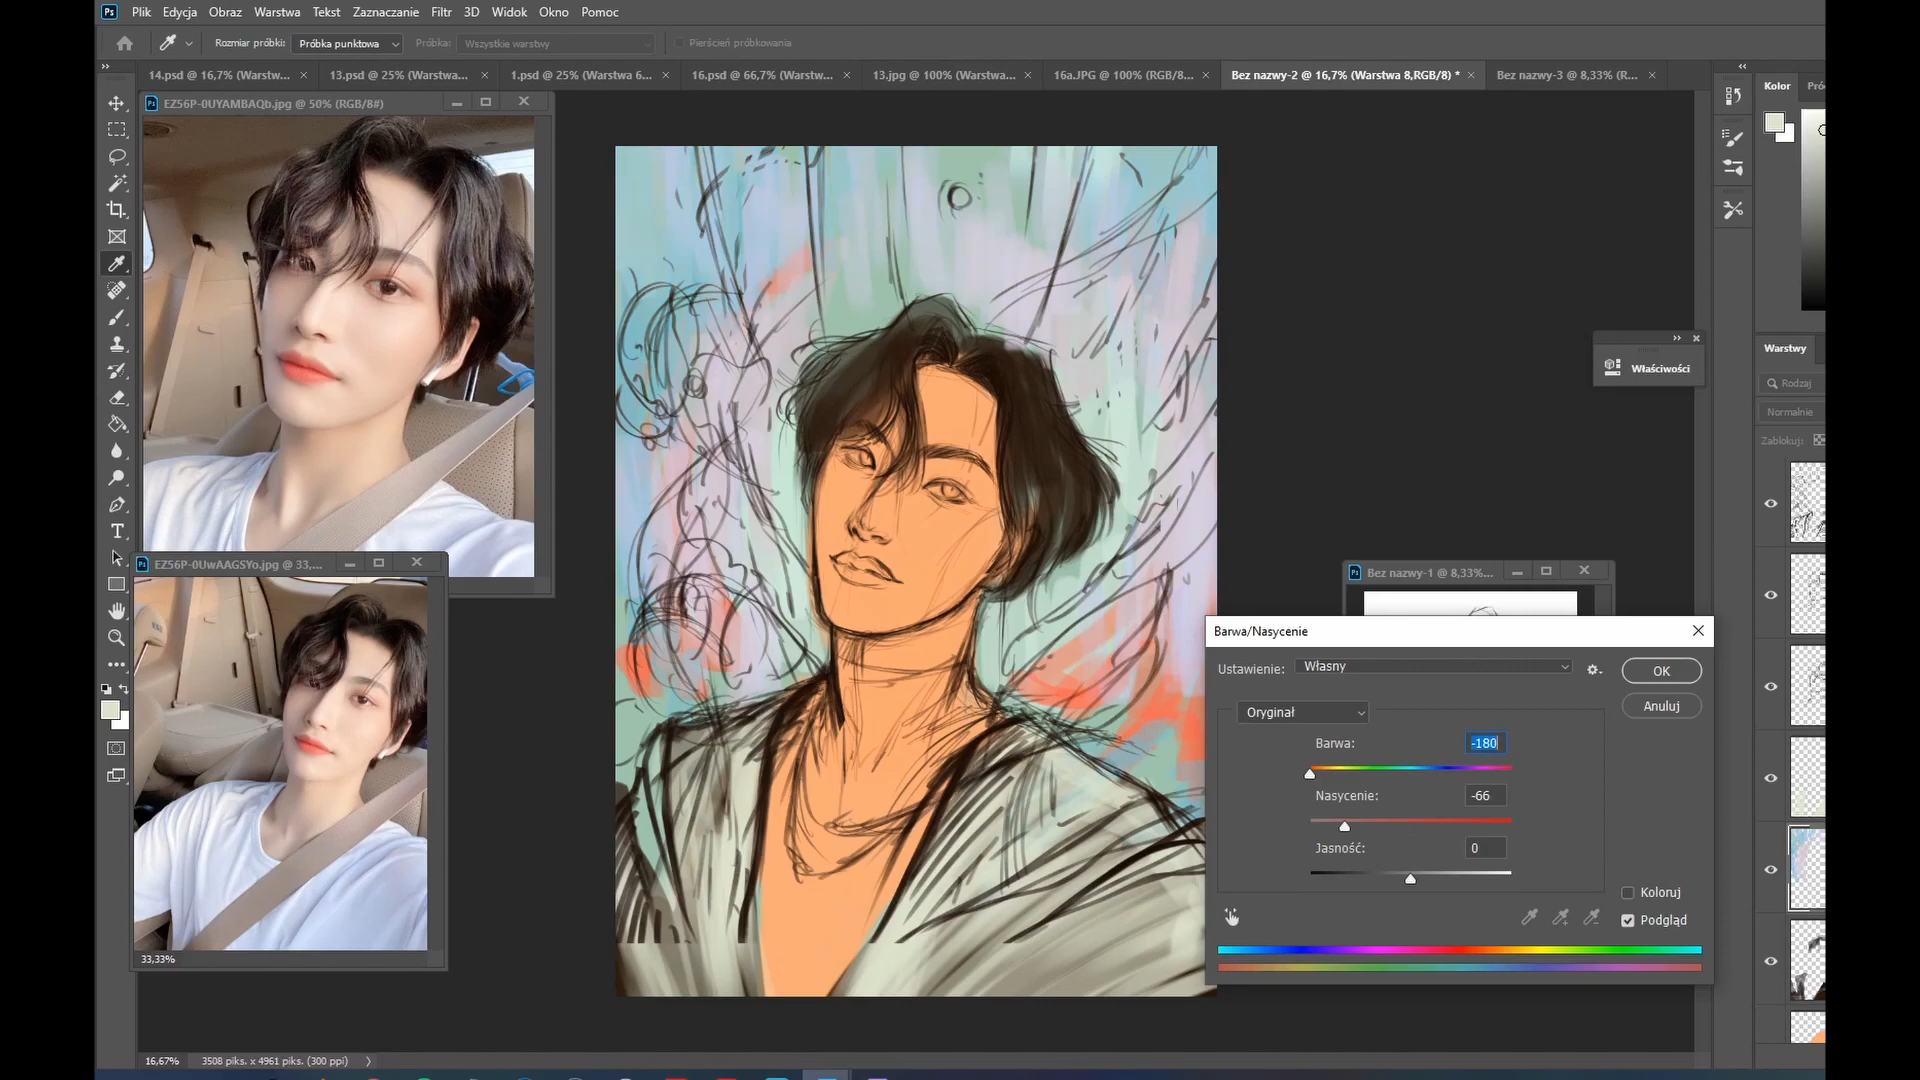 Ps Plik Edycja Obraz Warstwa Tekst Zaznaczanie Filtr 3D Widok Okno Pomoc
Rozmiar próbki: Próbka punktowa Próbka: Wszystkie warstwy Pierścień próbkowania
14.psd @ 16,7% (Warstw... 13.psd @ 25% (Warstwa... 1.psd @ 25% (Warstwa 6... 16.psd @ 66,7% (Warstw... 13.jpg @ 100% (Warstwa... 16a.JPG @ 100% (RGB/8... Bez nazwy-2 @ 16,7% (Warstwa 8,RGB/8) * Bez nazwy-3 @ 8,33% (R...
Kolor Pró
EZ56P-0UYAMBAQb.jpg @ 50% (RGB/8#)
Warstwy
Właściwości
Rodzaj
Normalnie
Zablokuj:
EZ56P-0UwAAGSYo.jpg @ 33,...
Bez nazwy-1 @ 8,33%...
Barwa/Nasycenie
Ustawienie: Własny
OK
Anuluj
Oryginał
Barwa: -180
Nasycenie: -66
Jasność: 0
Koloruj
Podgląd
33,33%
16,67% 3508 piks. x 4961 piks. (300 ppi)